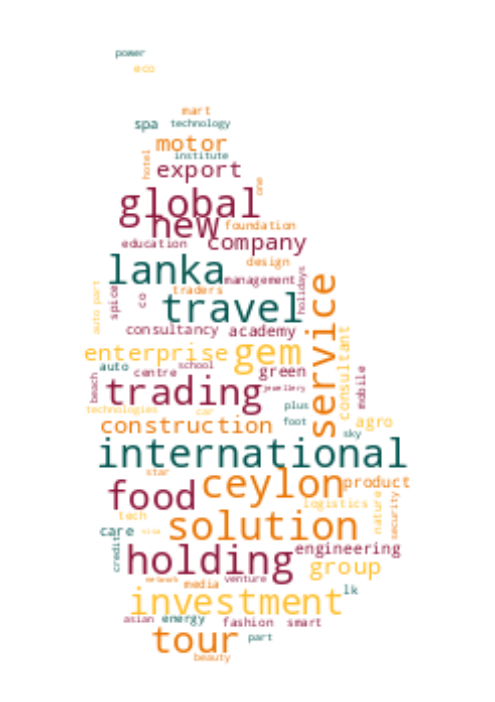 power
eco
mart
spa technology
motor
institute
hotel
export
one
global
new
foundation
education company
design
lanka
management
holidays
traders
auto part
spice
co
travel
service
consultancy academy
consultant
enterprise gem
auto
school
centre
green
mobile
beach
trading
jewellery
technologies
car
plus
foot
agro
construction
sky
international
star
ceylon
product
food
logistics
nature
security
tech
solution
care
visa
credit
holding
engineering
group
network
media
venture
lk
investment
asian energy
fashion smart
tour
part
beauty